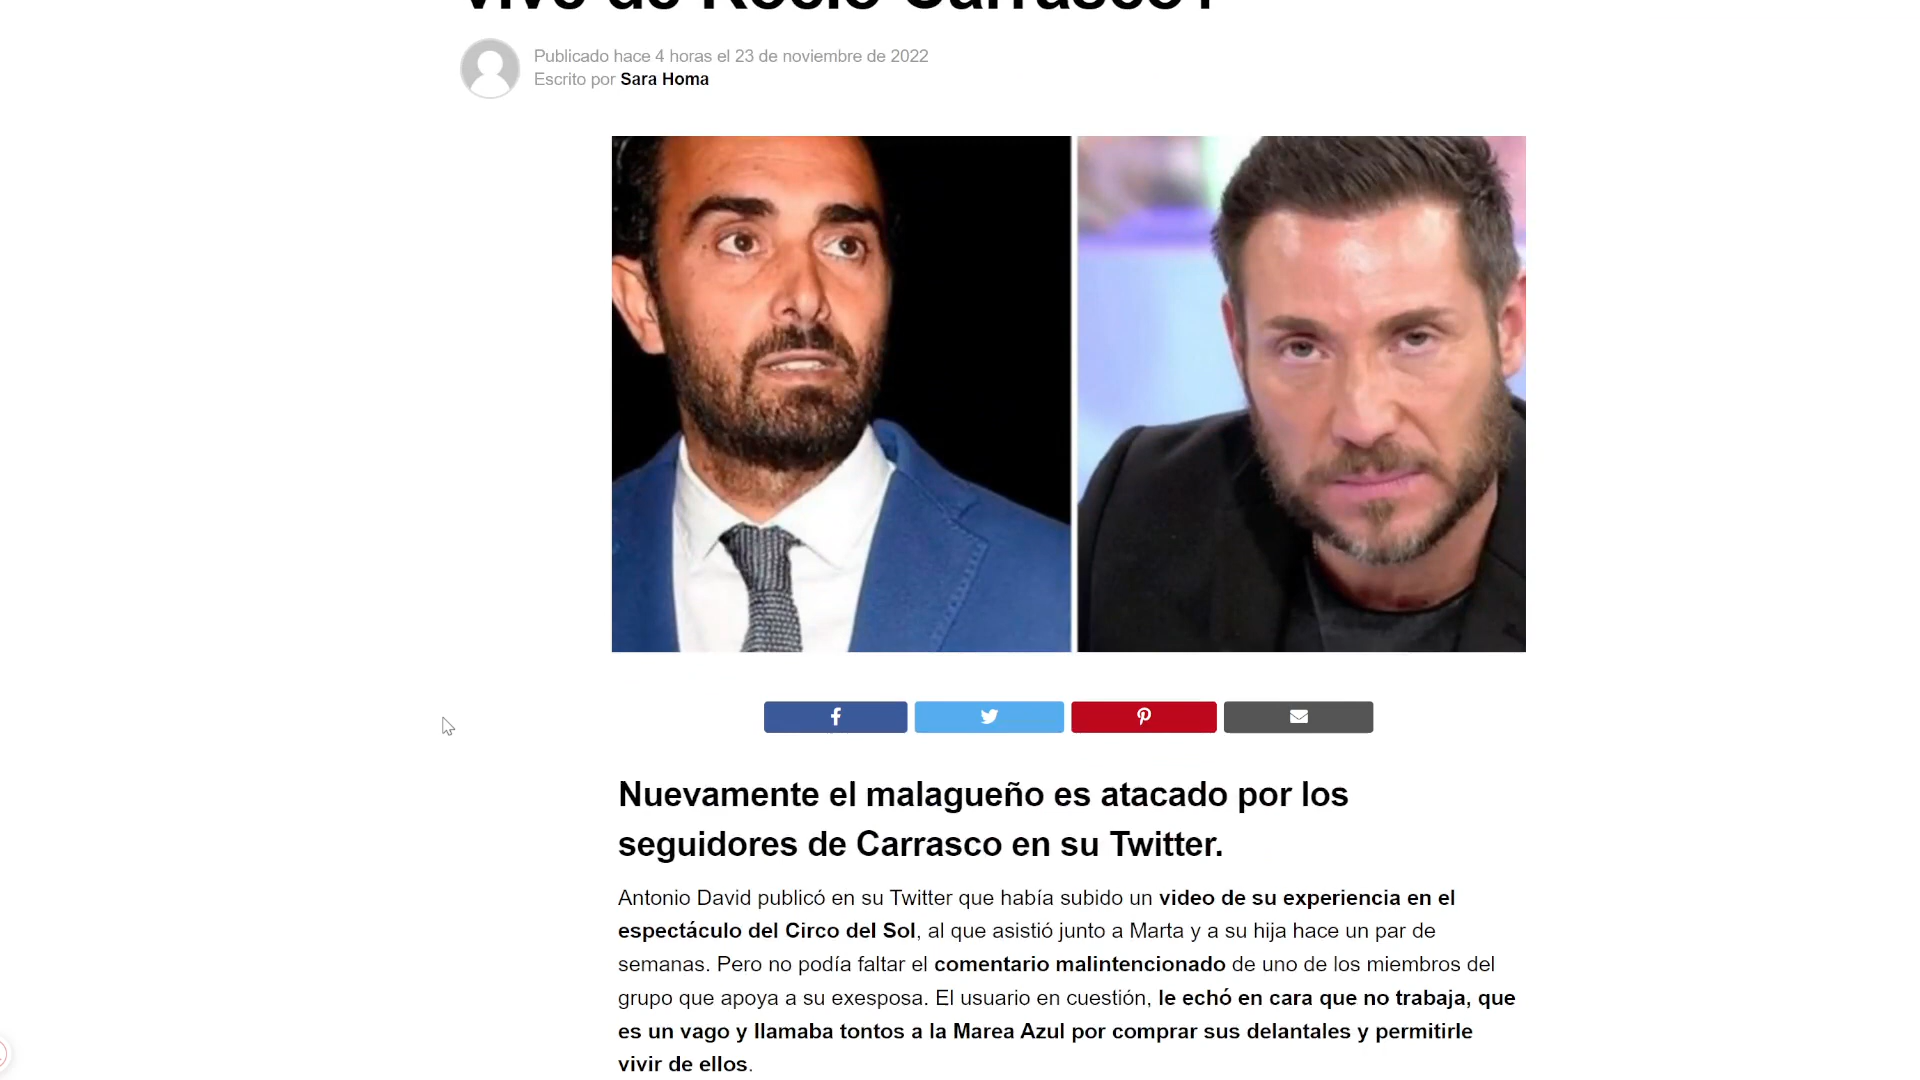 vivo de Rocío Carrasco?
Publicado hace 4 horas el 23 de noviembre de 2022
Escrito por Sara Homa
Nuevamente el malagueño es atacado por los
seguidores de Carrasco en su Twitter.
Antonio David publicó en su Twitter que había subido un video de su experiencia en el
espectáculo del Circo del Sol, al que asistió junto a Marta y a su hija hace un par de
semanas. Pero no podía faltar el comentario malintencionado de uno de los miembros del
grupo que apoya a su exesposa. El usuario en cuestión, le echó en cara que no trabaja, que
es un vago y llamaba tontos a la Marea Azul por comprar sus delantales y permitirle
vivir de ellos.